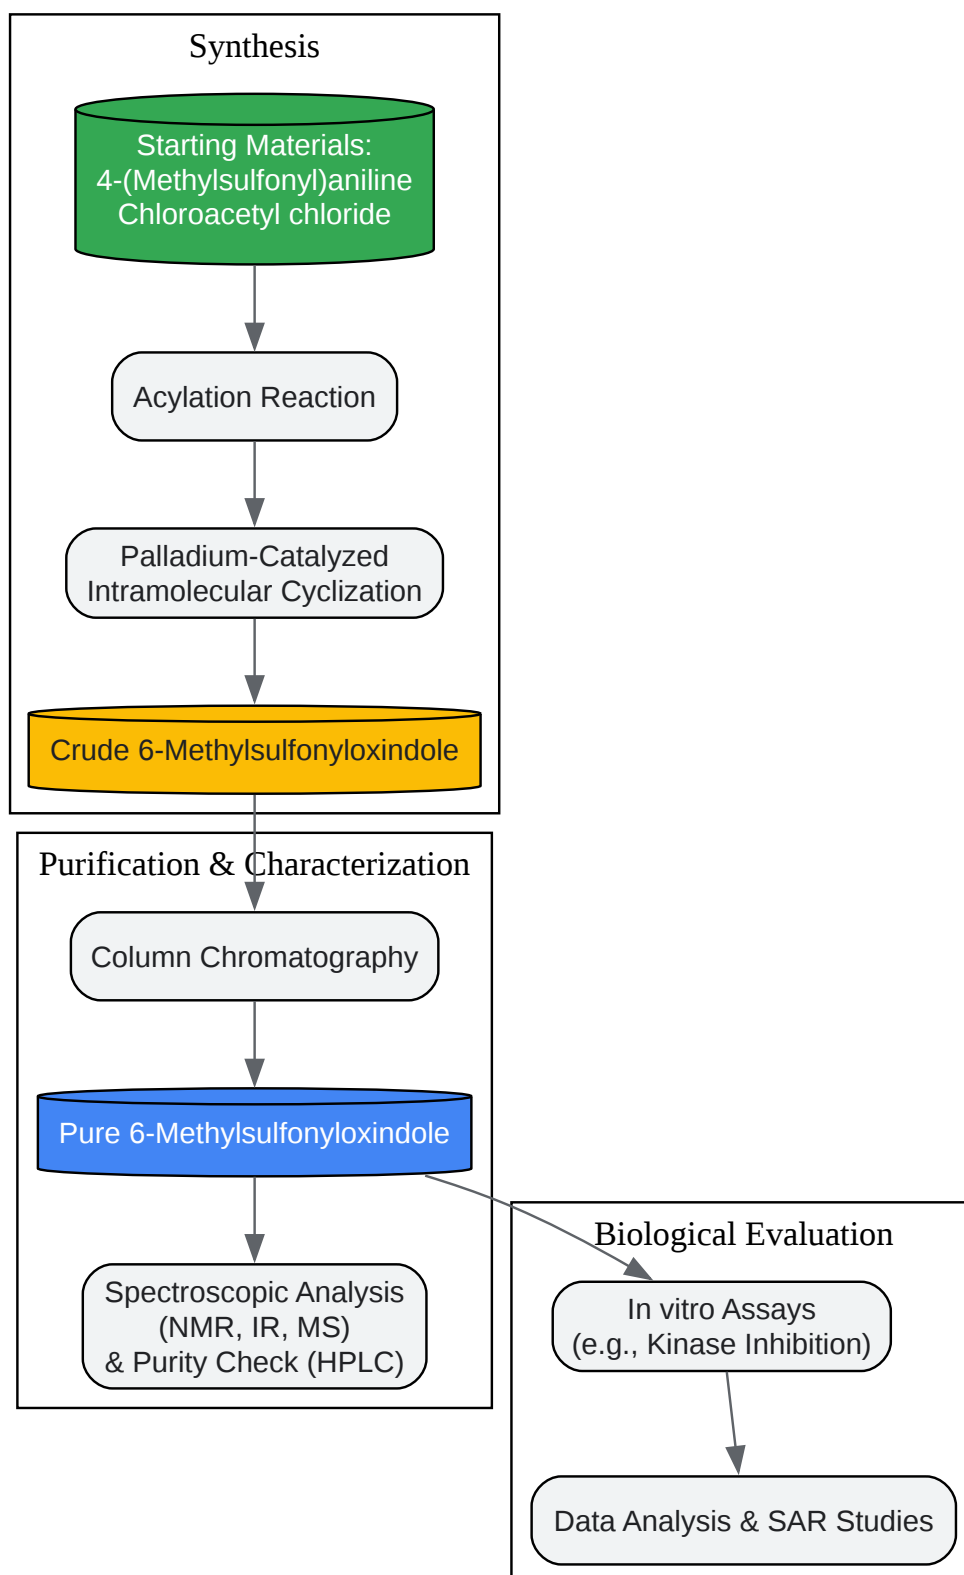 Synthesis
Starting Materials:
4-(Methylsulfonyl)aniline
Chloroacetyl chloride
Acylation Reaction
Palladium-Catalyzed
Intramolecular Cyclization
Crude 6-Methylsulfonyloxindole
Purification & Characterization
Column Chromatography
Pure 6-Methylsulfonyloxindole
Spectroscopic Analysis
(NMR, IR, MS)
& Purity Check (HPLC)
Biological Evaluation
In vitro Assays
(e.g., Kinase Inhibition)
Data Analysis & SAR Studies